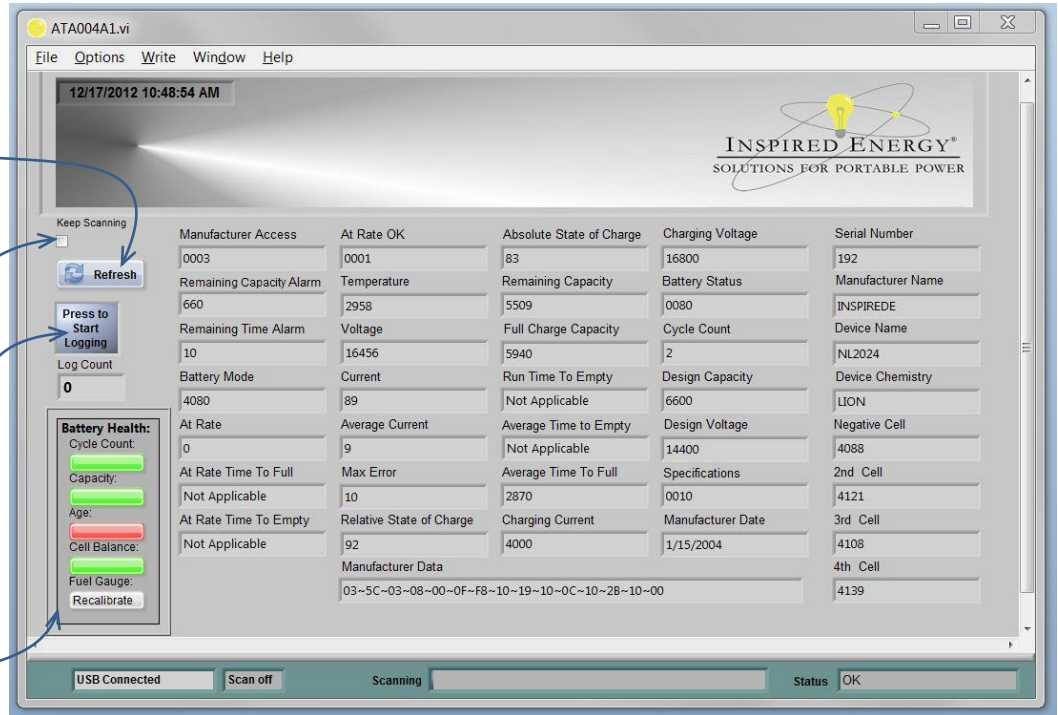 ATA004A1.vi
File Options Write Window Help
12/17/2012 10:48:54 AM
INSPIRED ENERGY®
SOLUTIONS FOR PORTABLE POWER
Keep Scanning
Refresh
Press to
Start
Logging
Log Count
0
Battery Health:
Cycle Count:
Capacity:
Age:
Cell Balance:
Fuel Gauge:
Recalibrate
Manufacturer Access
0003
Remaining Capacity Alarm
660
Remaining Time Alarm
10
Battery Mode
4080
At Rate
0
At Rate Time To Full
Not Applicable
At Rate Time To Empty
Not Applicable
At Rate OK
0001
Temperature
2958
Voltage
16456
Current
89
Average Current
9
Max Error
10
Relative State of Charge
92
Manufacturer Data
03~5C~03~08~00~0F~F8~10~19~10~0C~10~2B~10~00
Absolute State of Charge
83
Remaining Capacity
5509
Full Charge Capacity
5940
Run Time To Empty
Not Applicable
Average Time to Empty
Not Applicable
Average Time To Full
2870
Charging Current
4000
Charging Voltage
16800
Battery Status
0080
Cycle Count
2
Design Capacity
6600
Design Voltage
14400
Specifications
0010
Manufacturer Date
1/15/2004
Serial Number
192
Manufacturer Name
INSPIREDE
Device Name
NL2024
Device Chemistry
LION
Negative Cell
4088
2nd Cell
4121
3rd Cell
4108
4th Cell
4139
USB Connected
Scan off
Scanning
Status OK